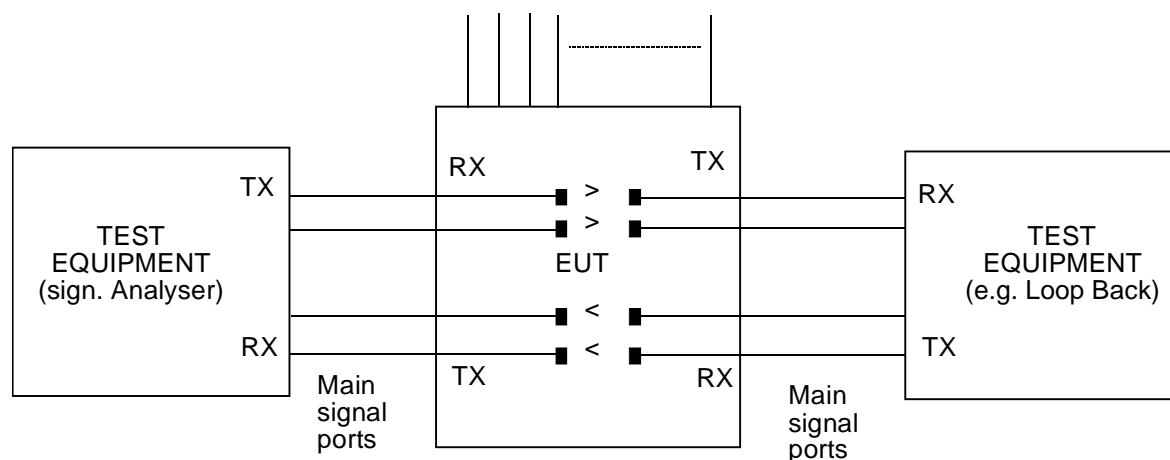 RX
TX
TX
>
RX
>
TEST
EQUIPMENT
(sign. Analyser)
EUT
TEST
EQUIPMENT
(e.g. Loop Back)
<
RX
<
TX
TX
RX
Main
signal
ports
Main
signal
ports